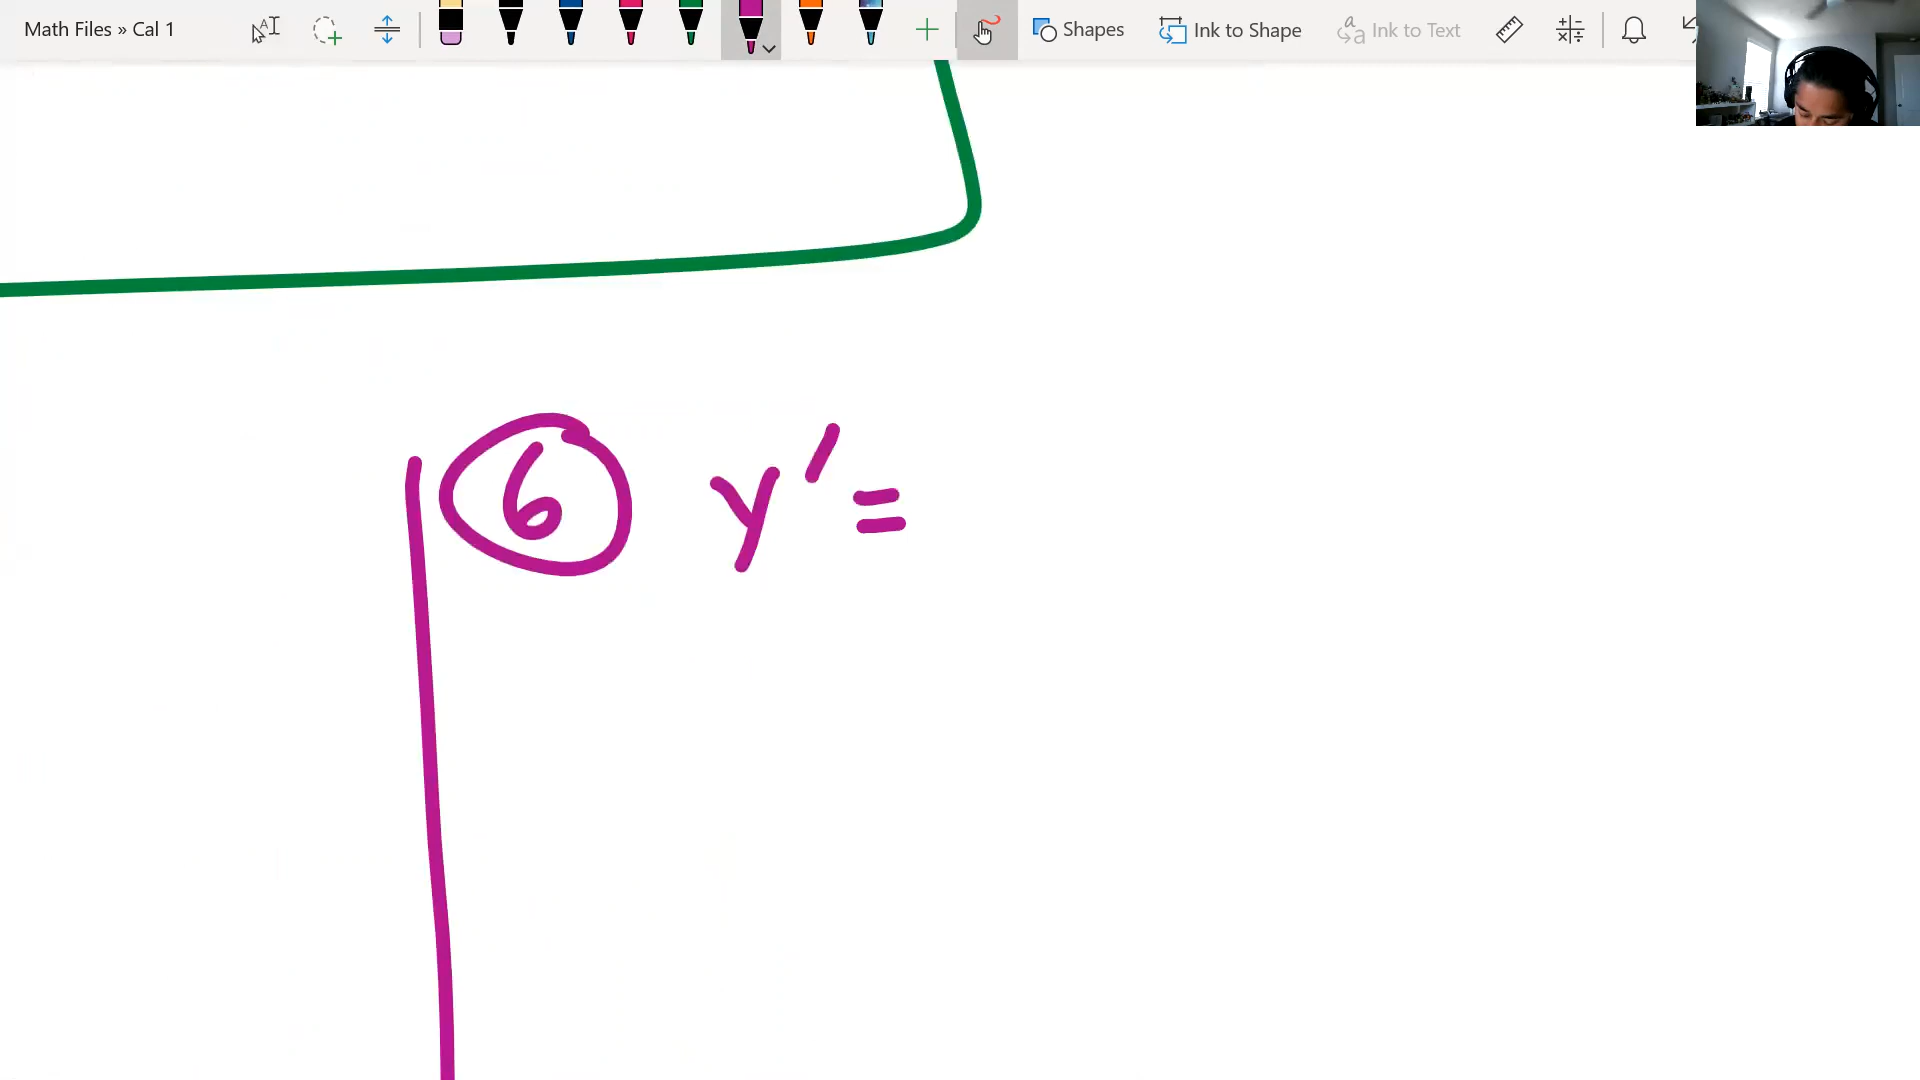 Math Files » Cal 1
Shapes
Ink to Shape
Ink to Text
6 y' =